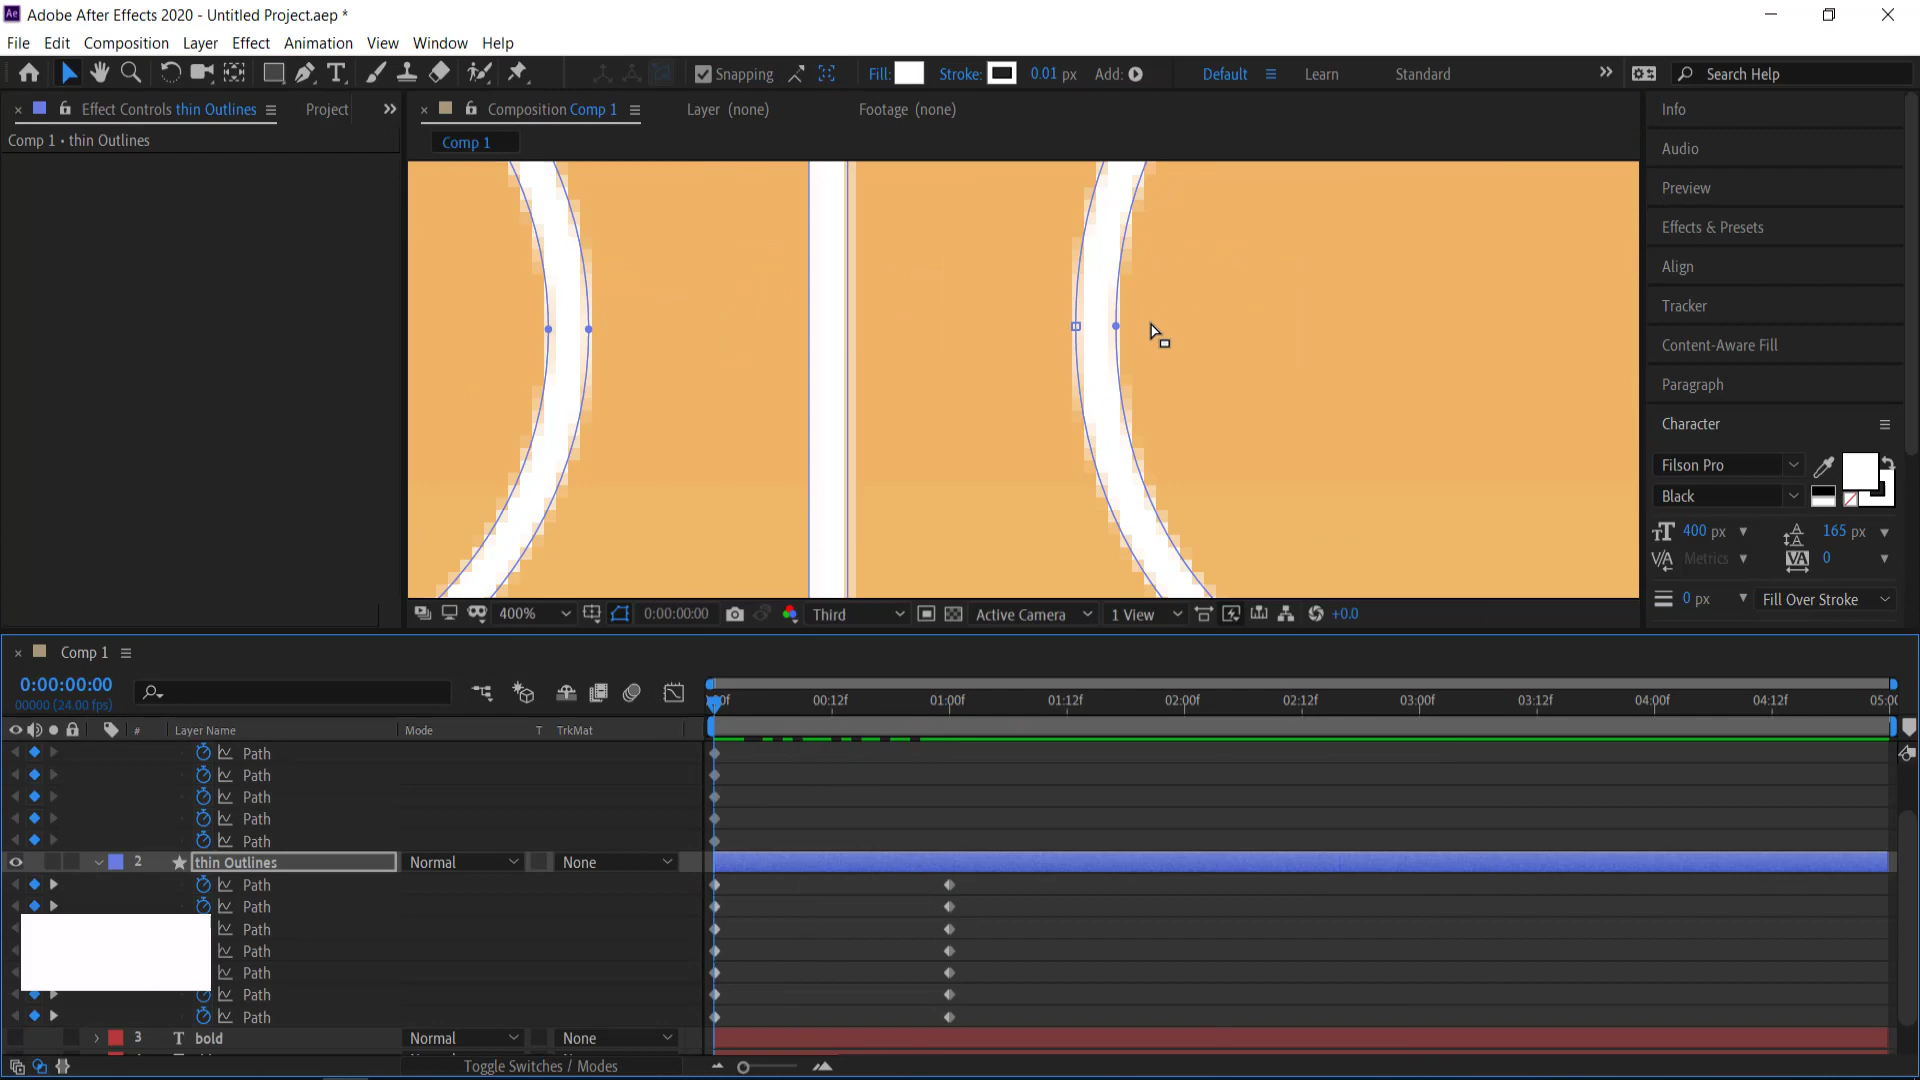 Adobe After Effects 2020 - Untitled Project.aep *
File Edit Composition Layer Effect Animation View Window Help
Snapping Fill: Stroke: 0.01 px Add: Default Learn Standard Search Help
Effect Controls thin Outlines Project Composition Comp 1 Layer (none) Footage (none) Info
Comp 1 • thin Outlines Comp 1
Audio
Preview
Effects & Presets
Align
Tracker
Content-Aware Fill
Paragraph
Character
Filson Pro
Black
400 px 165 px
Metrics 0
0 px Fill Over Stroke
400% 0:00:00:00 Third Active Camera 1 View +0.0
Comp 1
0:00:00:00
00000 (24.00 fps)
00:12f 01:00f 01:12f 02:00f 02:12f 03:00f 03:12f 04:00f 04:12f
# Layer Name Mode T TrkMat
Path
Path
Path
Path
Path
2 thin Outlines Normal None
Path
Path
Path
Path
Path
Path
Path
3 T bold Normal None
Toggle Switches / Modes